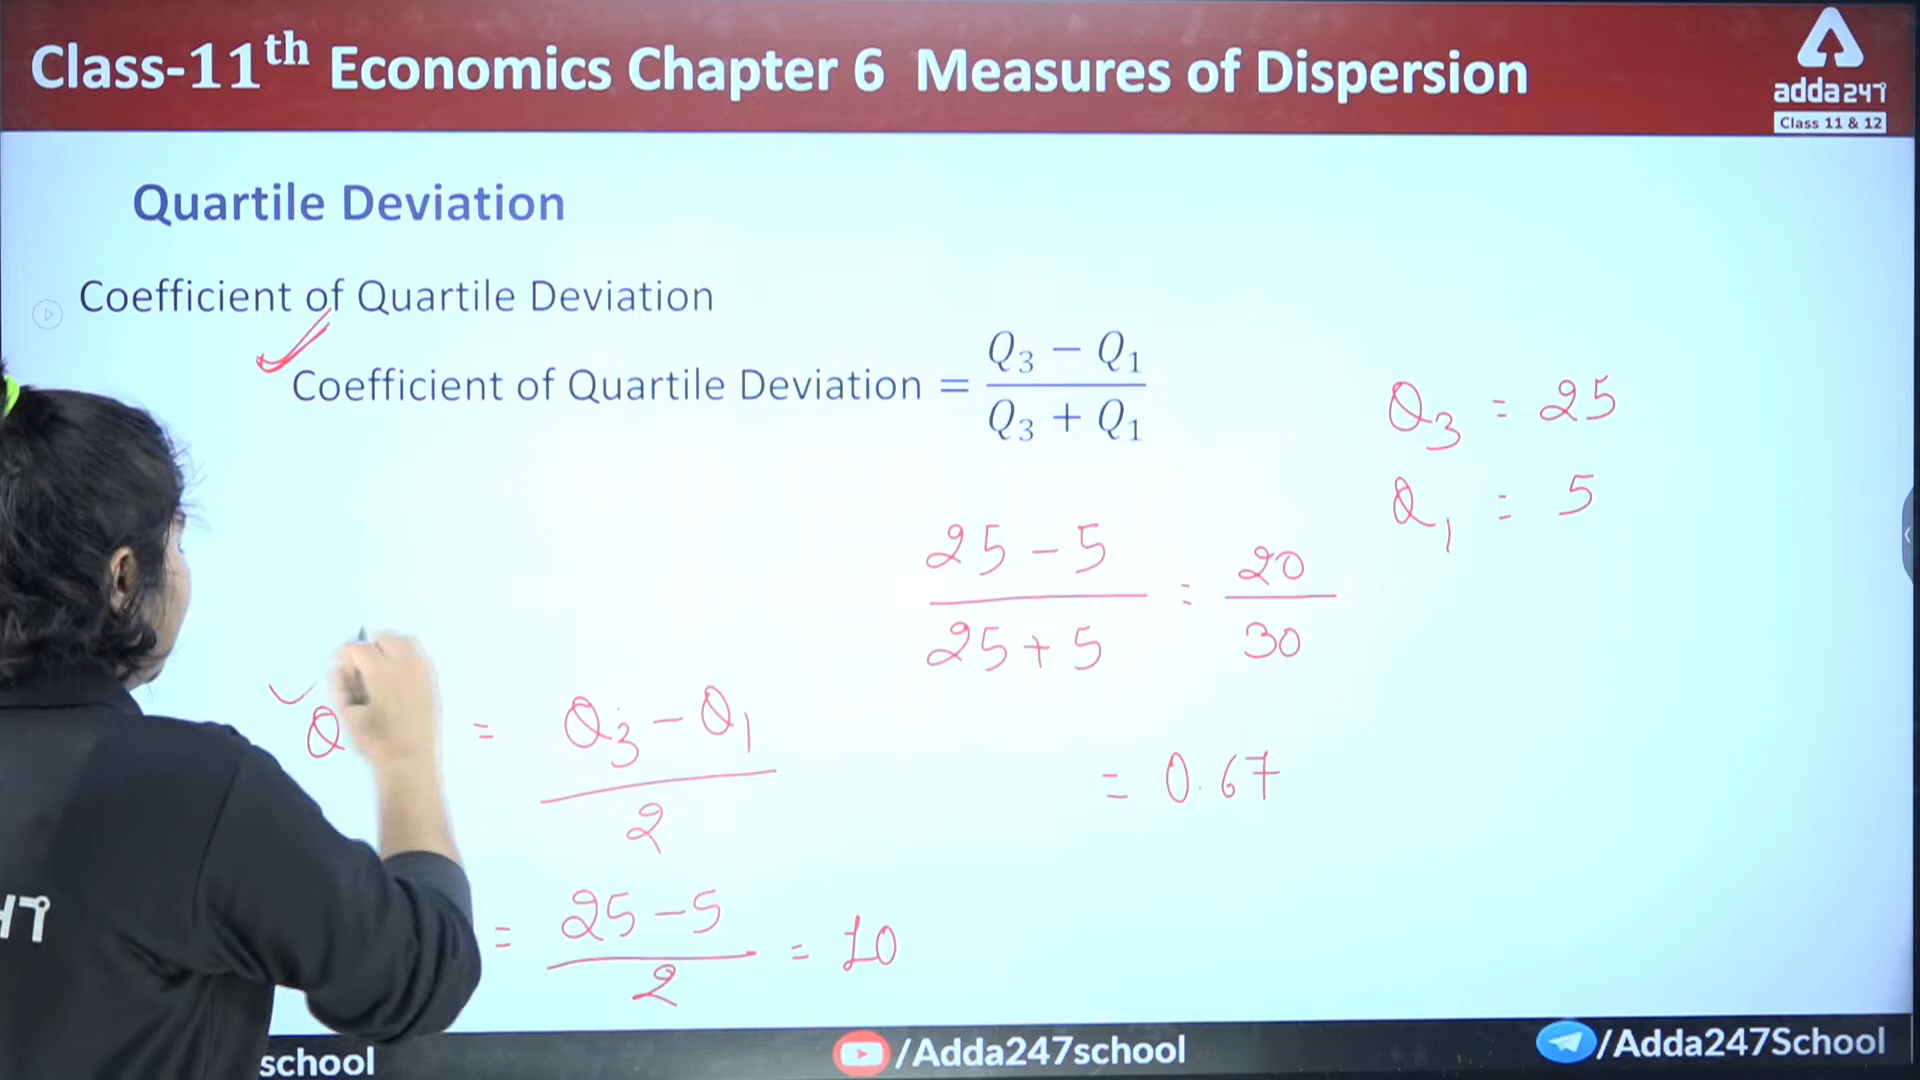 Class-11th Economics Chapter 6 Measures of Dispersion
adda247
Class 11 & 12
Quartile Deviation
Coefficient of Quartile Deviation
Coefficient of Quartile Deviation = (Q3 − Q1) / (Q3 + Q1)
Q3 = 25
Q1 = 5
(25 - 5) / (25 + 5) = 20 / 30
= 0.67
Q = (Q3 - Q1) / 2
= (25 - 5) / 2 = 10
school
/Adda247school
/Adda247School